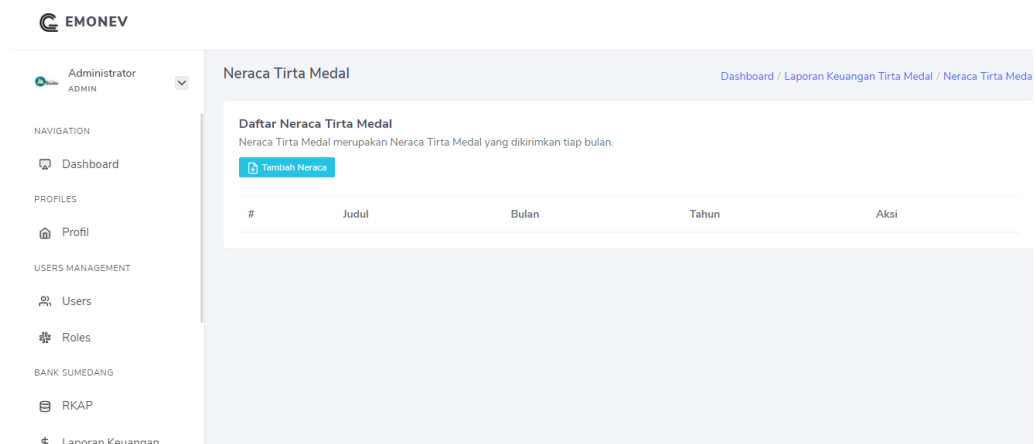 EMONEV
Administrator
ADMIN
NAVIGATION
Dashboard
PROFILES
Profil
USERS MANAGEMENT
Users
Roles
BANK SUMEDANG
RKAP
Laporan Keuangan
Neraca Tirta Medal
Dashboard / Laporan Keuangan Tirta Medal / Neraca Tirta Meda
Daftar Neraca Tirta Medal
Neraca Tirta Medal merupakan Neraca Tirta Medal yang dikirimkan tiap bulan.
Tambah Neraca
# Judul Bulan Tahun Aksi